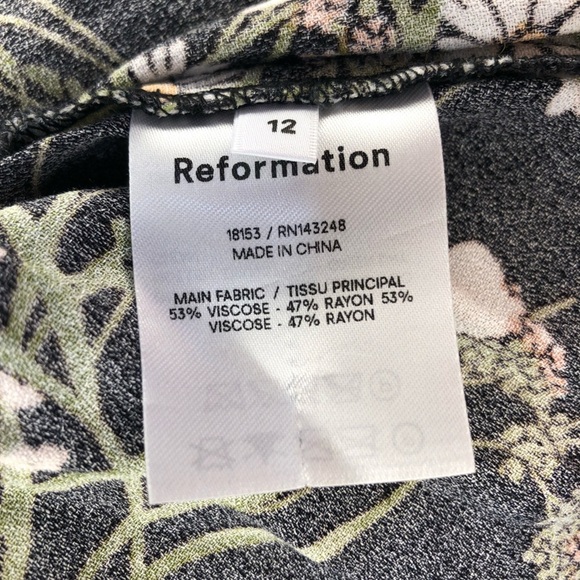 12
Reformation
18153 / RN143248
MADE IN CHINA
MAIN FABRIC / TISSU PRINCIPAL
53% VISCOSE - 47% RAYON 53%
VISCOSE - 47% RAYON